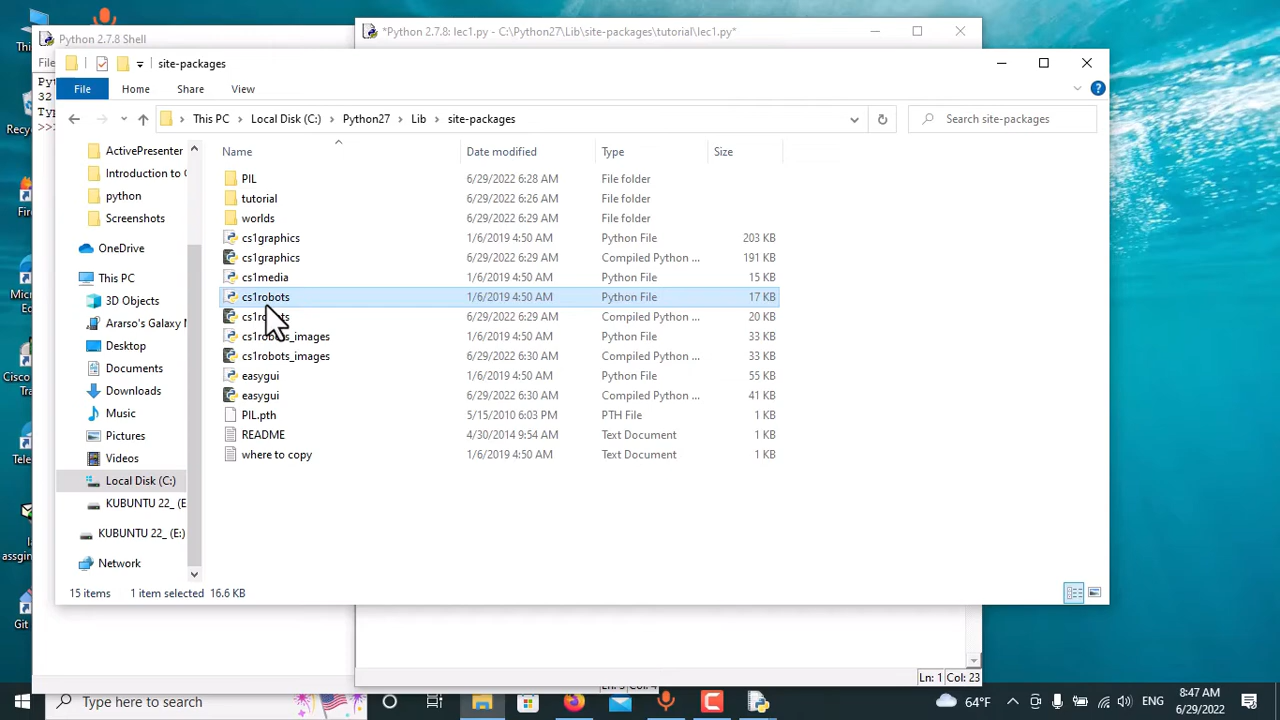 Python 2.7.8 Shell
*Python 2.7.8: lec1.py - C:\Python27\Lib\site-packages\tutorial\lec1.py*
site-packages
File Home Share View
This PC Local Disk (C:) Python27 Lib site-packages
Search site-packages
Name Date modified Type Size
PIL 6/29/2022 6:28 AM File folder
tutorial 6/29/2022 6:26 AM File folder
worlds 6/29/2022 6:29 AM File folder
cs1graphics 1/6/2019 4:50 AM Python File 203 KB
cs1graphics 6/29/2022 6:29 AM Compiled Python ... 191 KB
cs1media 1/6/2019 4:50 AM Python File 15 KB
cs1robots 1/6/2019 4:50 AM Python File 17 KB
6/29/2022 6:29 AM Compiled Python ... 20 KB
cs1robots_images 1/6/2019 4:50 AM Python File 33 KB
cs1robots_images 6/29/2022 6:30 AM Compiled Python ... 33 KB
easygui 1/6/2019 4:50 AM Python File 55 KB
easygui 6/29/2022 6:30 AM Compiled Python ... 41 KB
PIL.pth 5/15/2010 6:03 PM PTH File 1 KB
README 4/30/2014 9:54 AM Text Document 1 KB
where to copy 1/6/2019 4:50 AM Text Document 1 KB
ActivePresenter
Introduction to C
python
Screenshots
OneDrive
This PC
3D Objects
Ararso's Galaxy
Desktop
Documents
Downloads
Music
Pictures
Videos
Local Disk (C:)
KUBUNTU 22_ (E
KUBUNTU 22_ (E:)
Network
15 items 1 item selected 16.6 KB
Ln: 1 Col: 23
Type here to search
64°F
ENG
8:47 AM
6/29/2022